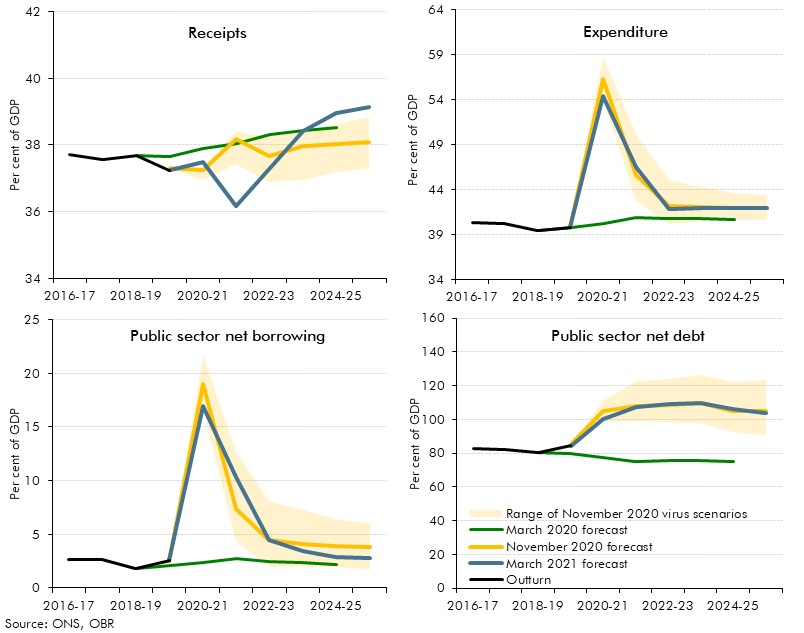 Receipts
Per cent of GDP
42
40
38
36
34
2016-17 2018-19 2020-21 2022-23 2024-25
Expenditure
Per cent of GDP
64
59
54
49
44
39
34
2016-17 2018-19 2020-21 2022-23 2024-25
Public sector net borrowing
Per cent of GDP
25
20
15
10
5
0
2016-17 2018-19 2020-21 2022-23 2024-25
Public sector net debt
Per cent of GDP
160
140
120
100
80
60
40
20
0
Range of November 2020 virus scenarios
March 2020 forecast
November 2020 forecast
March 2021 forecast
Outturn
2016-17 2018-19 2020-21 2022-23 2024-25
Source: ONS, OBR